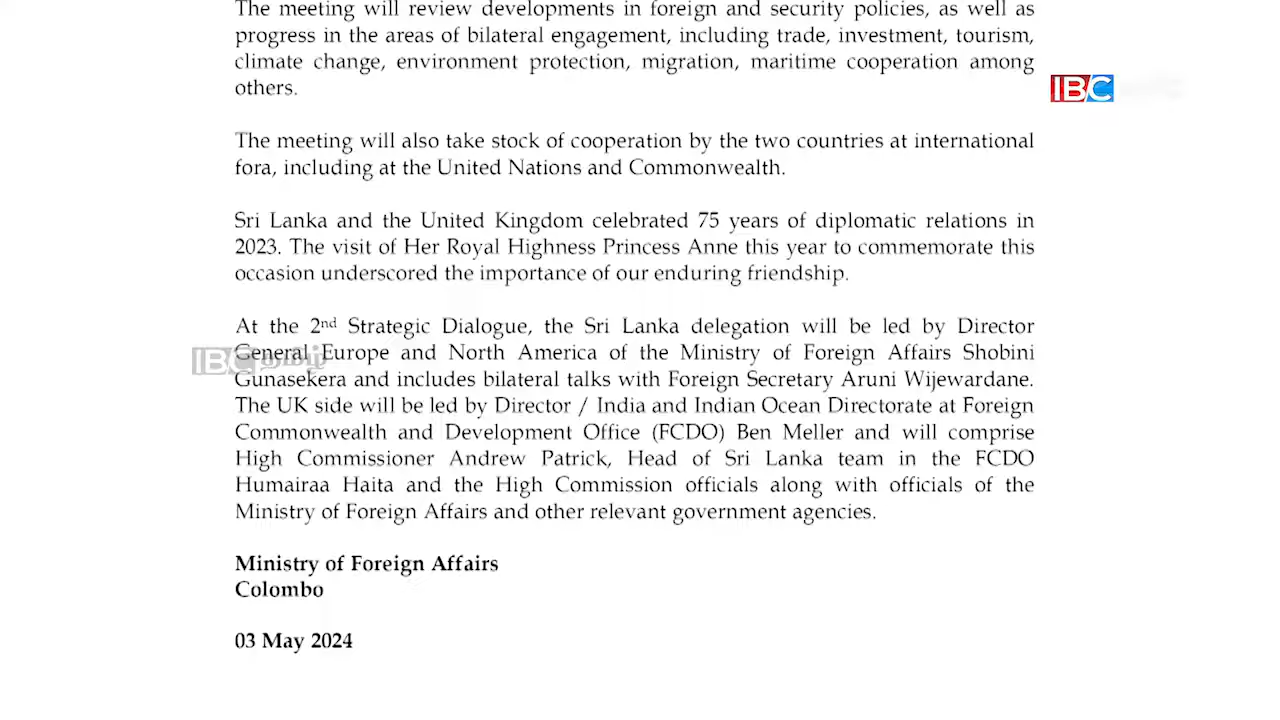 The meeting will review developments in foreign and security policies, as well as
progress in the areas of bilateral engagement, including trade, investment, tourism,
climate change, environment protection, migration, maritime cooperation among
others.
IBC
The meeting will also take stock of cooperation by the two countries at international
fora, including at the United Nations and Commonwealth.
Sri Lanka and the United Kingdom celebrated 75 years of diplomatic relations in
2023. The visit of Her Royal Highness Princess Anne this year to commemorate this
occasion underscored the importance of our enduring friendship.
At the 2nd Strategic Dialogue, the Sri Lanka delegation will be led by Director
General Europe and North America of the Ministry of Foreign Affairs Shobini
IBC தமிழ்
Gunasekera and includes bilateral talks with Foreign Secretary Aruni Wijewardane.
The UK side will be led by Director / India and Indian Ocean Directorate at Foreign
Commonwealth and Development Office (FCDO) Ben Meller and will comprise
High Commissioner Andrew Patrick, Head of Sri Lanka team in the FCDO
Humairaa Haita and the High Commission officials along with officials of the
Ministry of Foreign Affairs and other relevant government agencies.
Ministry of Foreign Affairs
Colombo
03 May 2024